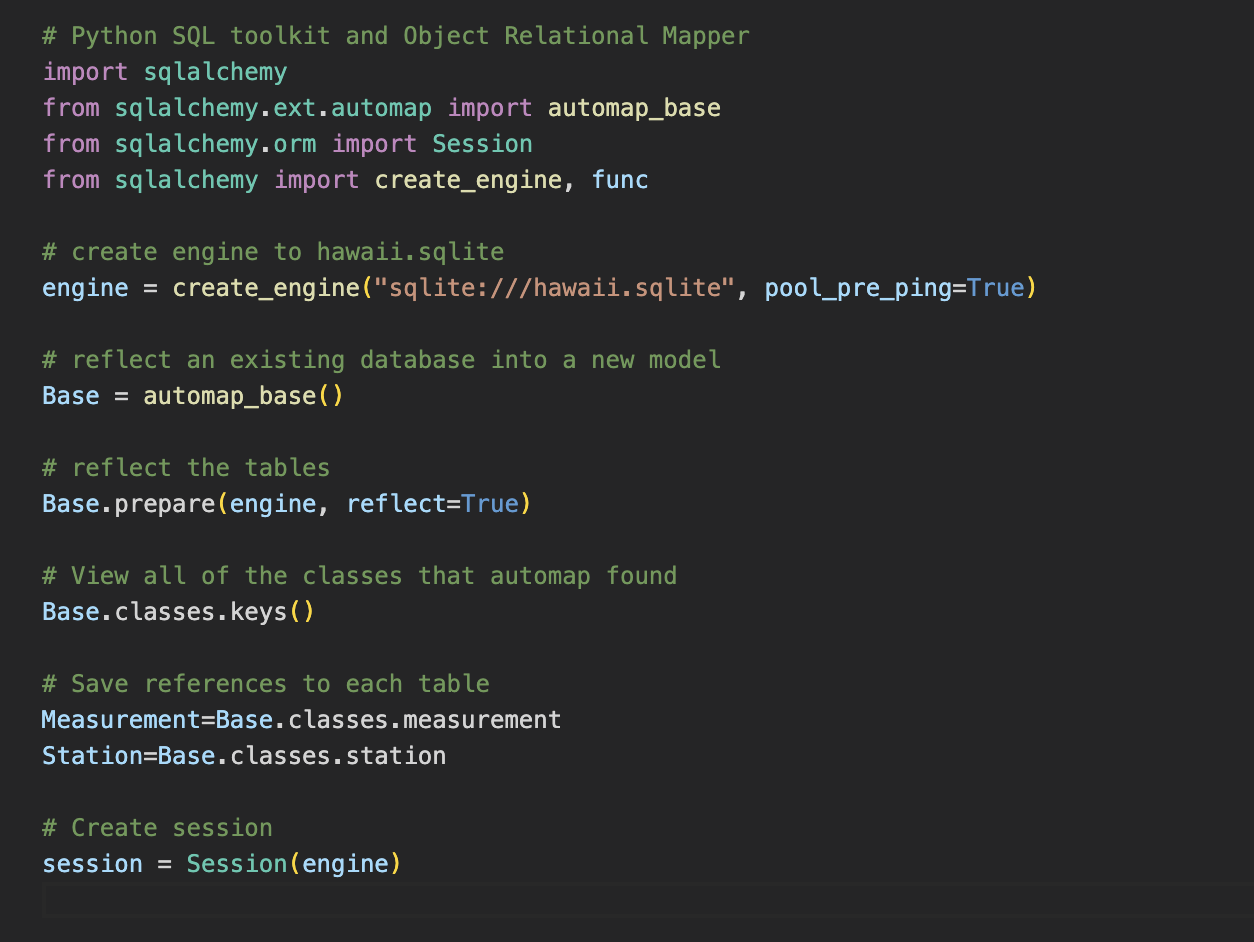 # Python SQL toolkit and Object Relational Mapper
import sqlalchemy
from sqlalchemy.ext.automap import automap_base
from sqlalchemy.orm import Session
from sqlalchemy import create_engine, func
# create engine to hawaii.sqlite
engine = create_engine("sqlite:///hawaii.sqlite", pool_pre_ping=True)
# reflect an existing database into a new model
Base = automap_base()
# reflect the tables
Base.prepare(engine, reflect=True)
# View all of the classes that automap found
Base.classes.keys()
# Save references to each table
Measurement=Base.classes.measurement
Station=Base.classes.station
# Create session
session = Session(engine)